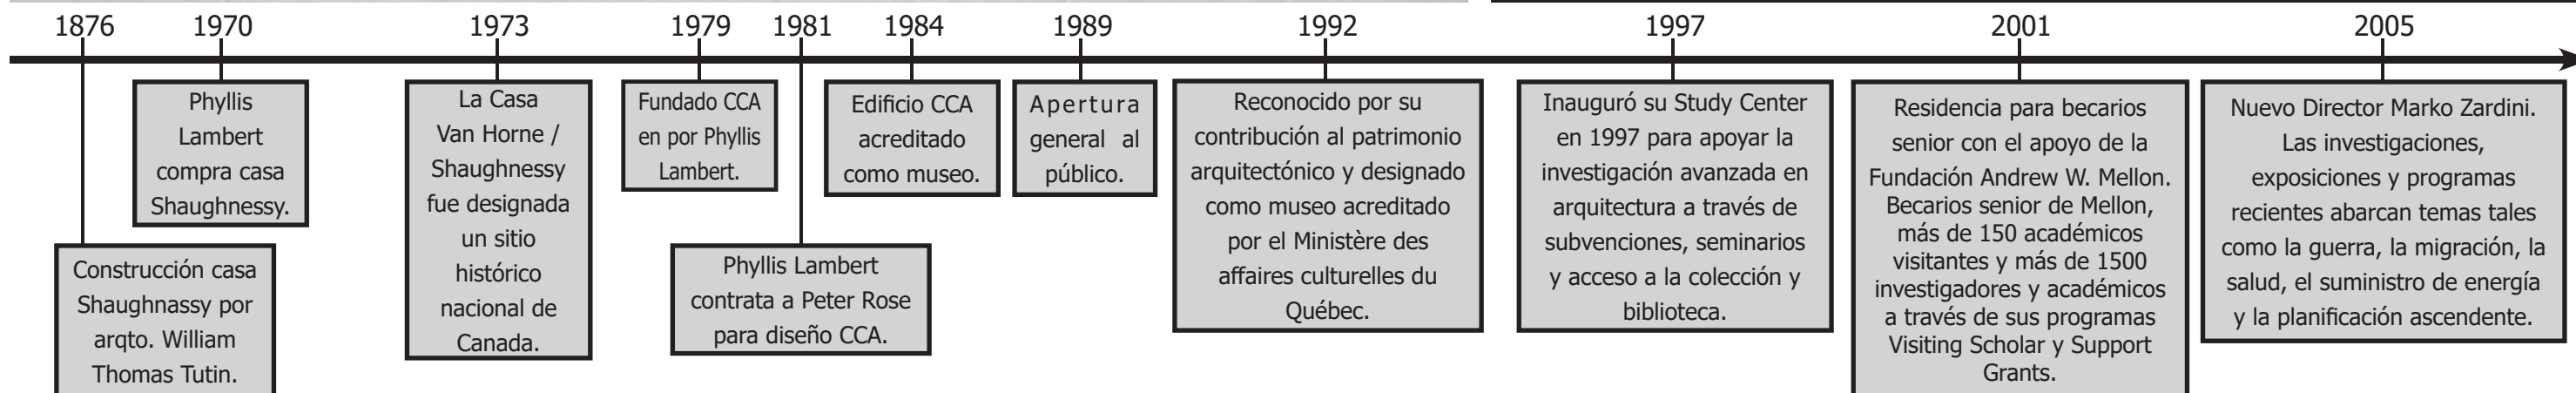 1876 1970 1973 1979 1981 1984 1989 1992 1997 2001 2005
Phyllis
Lambert
compra casa
Shaughnessy.
Construcción casa
Shaughnassy por
arqto. William
Thomas Tutin.
La Casa
Van Horne /
Shaughnessy
fue designada
un sitio
histórico
nacional de
Canada.
Fundado CCA
en por Phyllis
Lambert.
Phyllis Lambert
contrata a Peter Rose
para diseño CCA.
Edificio CCA
acreditado
como museo.
Apertura
general al
público.
Reconocido por su
contribución al patrimonio
arquitectónico y designado
como museo acreditado
por el Ministère des
affaires culturelles du
Québec.
Inauguró su Study Center
en 1997 para apoyar la
investigación avanzada en
arquitectura a través de
subvenciones, seminarios
y acceso a la colección y
biblioteca.
Residencia para becarios
senior con el apoyo de la
Fundación Andrew W. Mellon.
Becarios senior de Mellon,
más de 150 académicos
visitantes y más de 1500
investigadores y académicos
a través de sus programas
Visiting Scholar y Support
Grants.
Nuevo Director Marko Zardini.
Las investigaciones,
exposiciones y programas
recientes abarcan temas tales
como la guerra, la migración, la
salud, el suministro de energía
y la planificación ascendente.